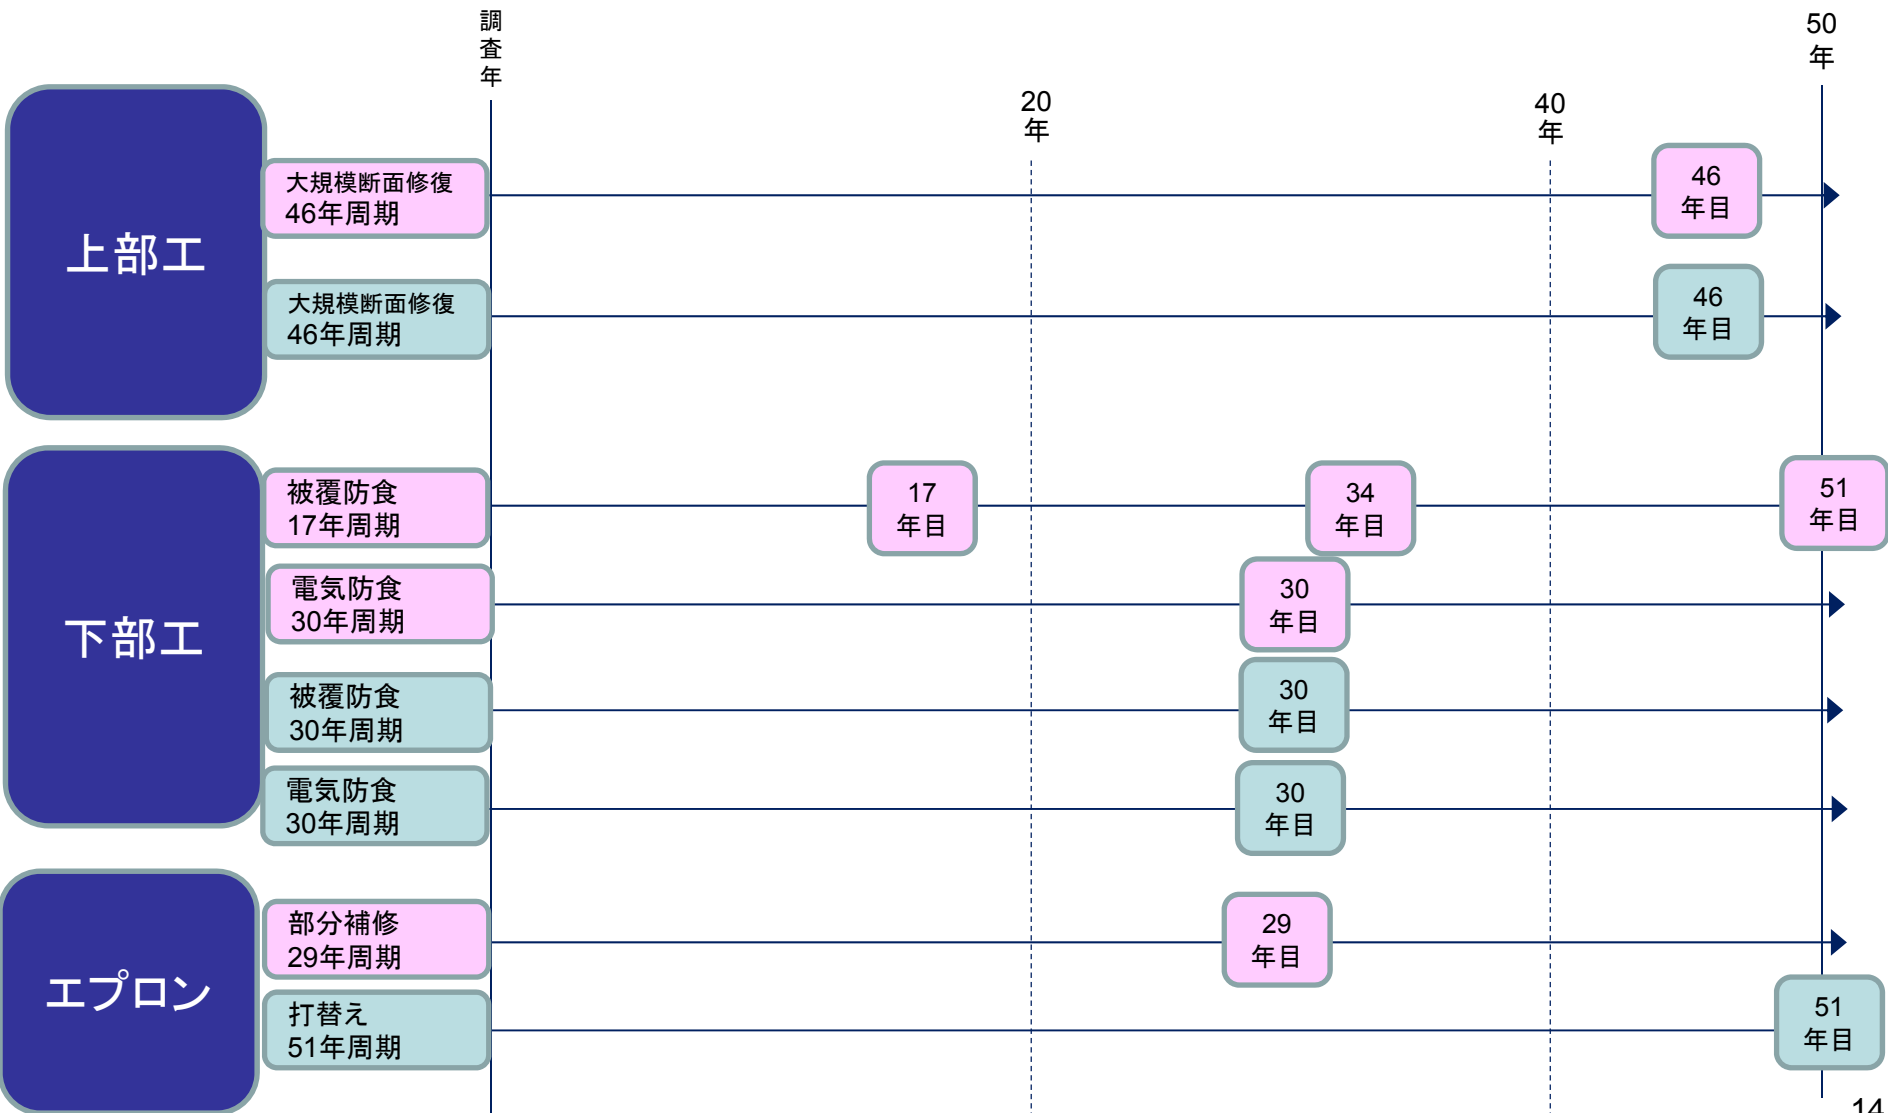 調査年
50
年
20
年
40
年
上部工
大規模断面修復
46年周期
46
年目
大規模断面修復
46年周期
46
年目
下部工
被覆防食
17年周期
17
年目
34
年目
51
年目
電気防食
30年周期
30
年目
被覆防食
30年周期
30
年目
電気防食
30年周期
30
年目
エプロン
部分補修
29年周期
29
年目
打替え
51年周期
51
年目
14